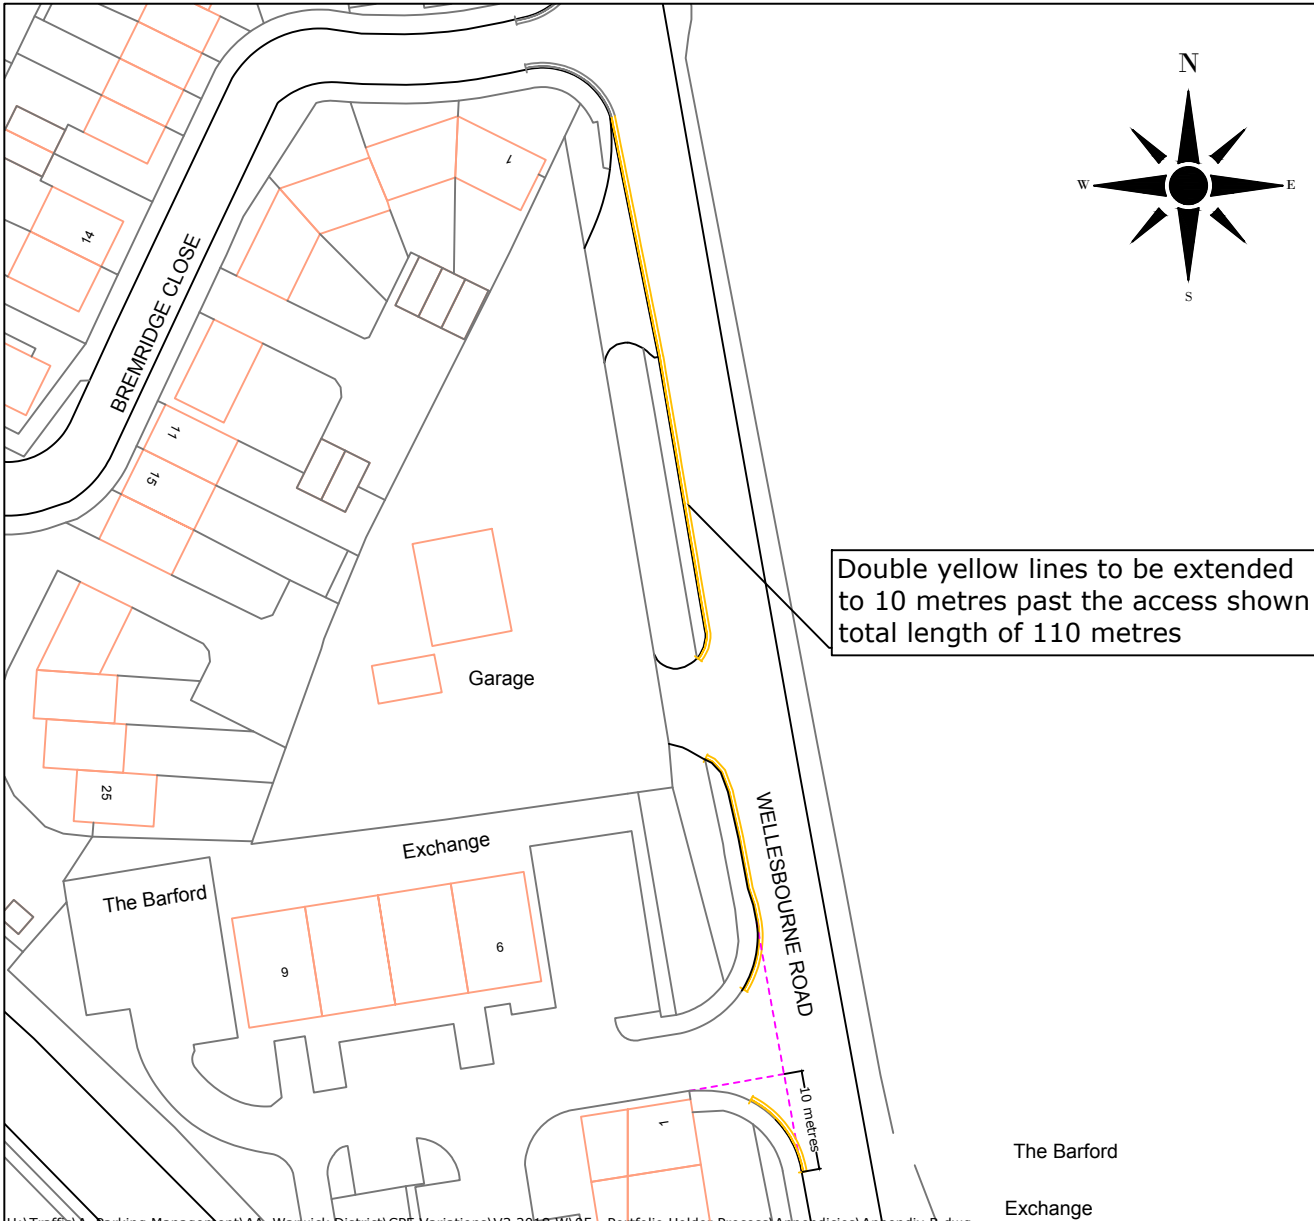 N
W
E
S
1
14
BREMRIDGE CLOSE
11
15
Double yellow lines to be extended
to 10 metres past the access shown
total length of 110 metres
Garage
25
WELLESBOURNE ROAD
Exchange
The Barford
6
9
10 metres
1
The Barford
Exchange